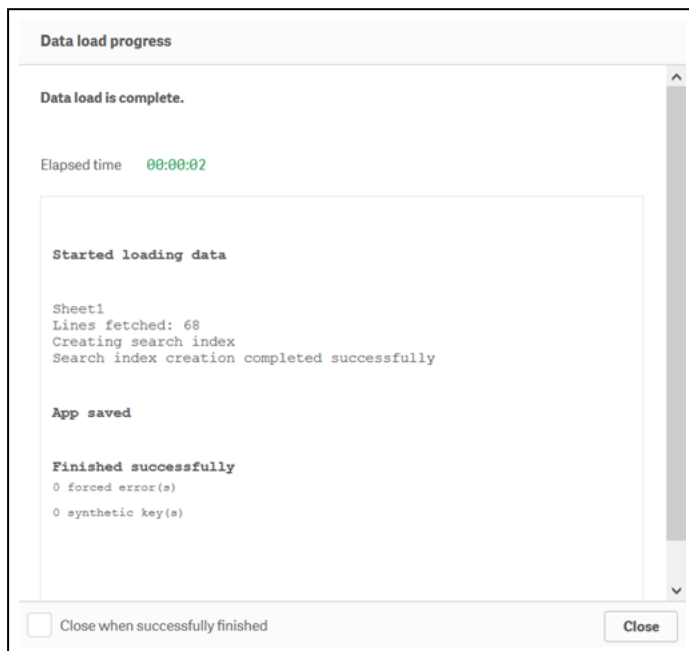 Data load progress
Data load is complete.
Elapsed time 00:00:02
Started loading data
Sheet1
Lines fetched: 68
Creating search index
Search index creation completed successfully
App saved
Finished successfully
0 forced error(s)
0 synthetic key(s)
Close when successfully finished
Close